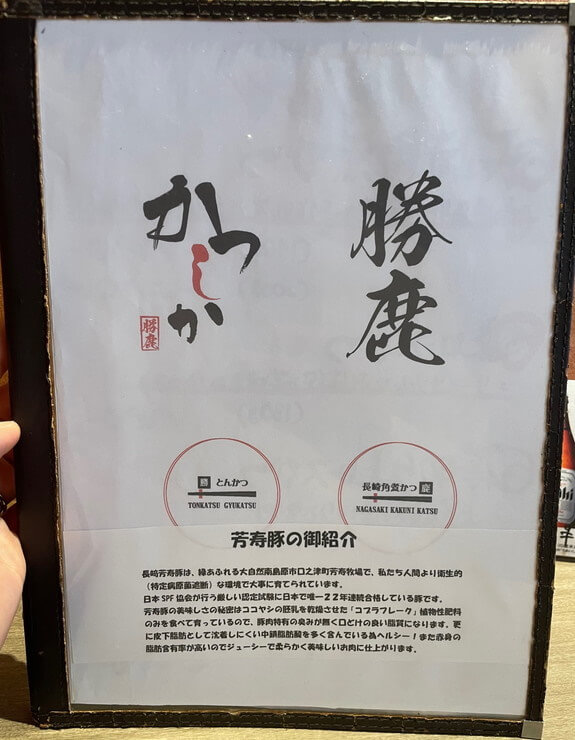 勝鹿
かつしか
勝鹿
勝 とんかつ
TONKATSU GYUKATSU
長崎角煮かつ 鹿
NAGASAKI KAKUNI KATSU
芳寿豚の御紹介
長崎芳寿豚は、緑あふれる大自然南島原市口之津町芳寿牧場で、私たち人間より衛生的
（特定病原菌遮断）な環境で大事に育てられています。
日本 SPF 協会が行う厳しい認定試験に日本で唯一22年連続合格している豚です。
芳寿豚の美味しさの秘密はココヤシの胚乳を乾燥させた「コプラフレーク」植物性肥料
のみを食べて育っているので、豚肉特有の臭みが無く口どけの良い脂質になります。更
に皮下脂肪として沈着しにくい中鎖脂肪酸を多く含んでいる為ヘルシー！また赤身の
脂肪含有率が高いのでジューシーで柔らかく美味しいお肉に仕上がります。
Asahi